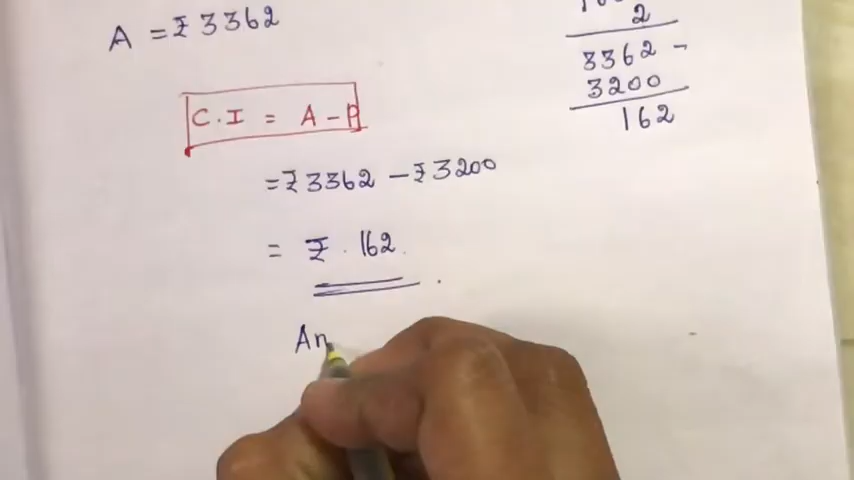 A = ₹ 3362
C.I = A - P
= ₹ 3362 - ₹ 3200
= ₹. 162.
An
2
3362 -
3200
162